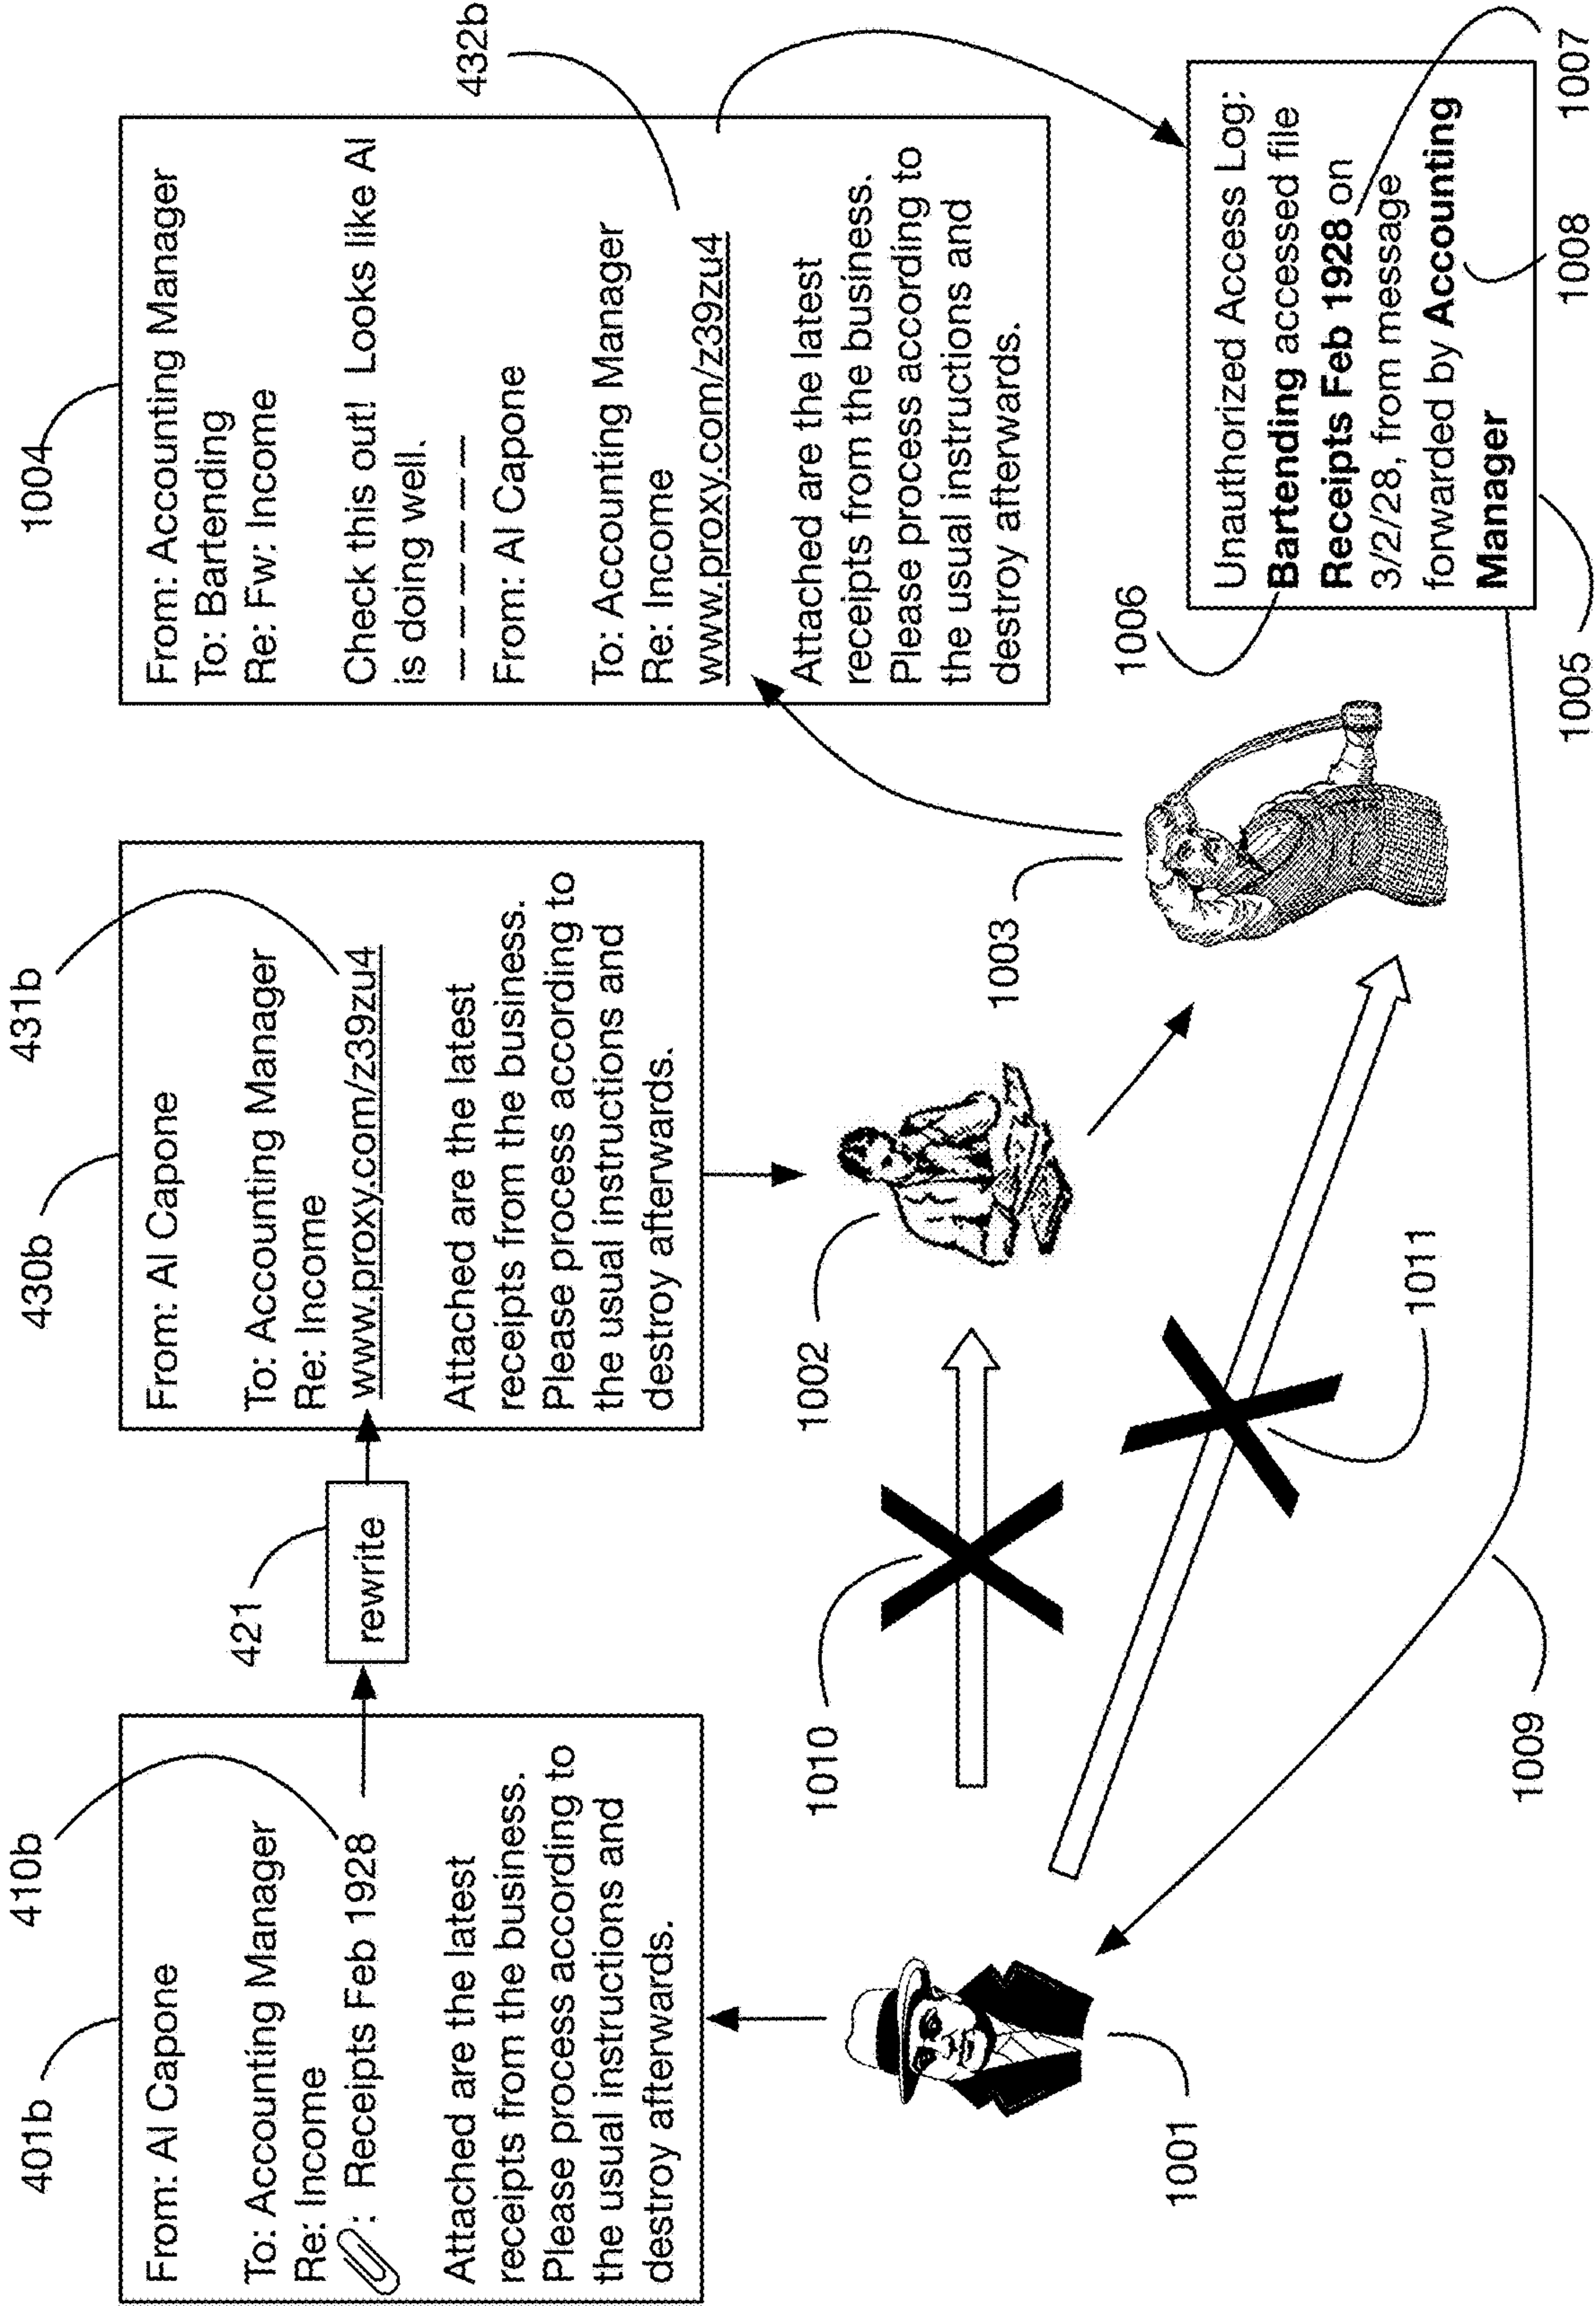 401b
From: Al Capone
To: Accounting Manager
Re: Income
: Receipts Feb 1928
Attached are the latest
receipts from the business.
Please process according to
the usual instructions and
destroy afterwards.
410b
421
rewrite
430b
From: Al Capone
To: Accounting Manager
Re: Income
www.proxy.com/z39zu4
Attached are the latest
receipts from the business.
Please process according to
the usual instructions and
destroy afterwards.
431b
1004
From: Accounting Manager
To: Bartending
Re: Fw: Income
Check this out! Looks like Al
is doing well.
— — — — — —
From: Al Capone
To: Accounting Manager
Re: Income
www.proxy.com/z39zu4
Attached are the latest
receipts from the business.
Please process according to
the usual instructions and
destroy afterwards.
432b
1001
1010
1002
1003
1011
1009
1006
Unauthorized Access Log:
Bartending accessed file
Receipts Feb 1928 on
3/2/28, from message
forwarded by Accounting
Manager
1005
1008
1007